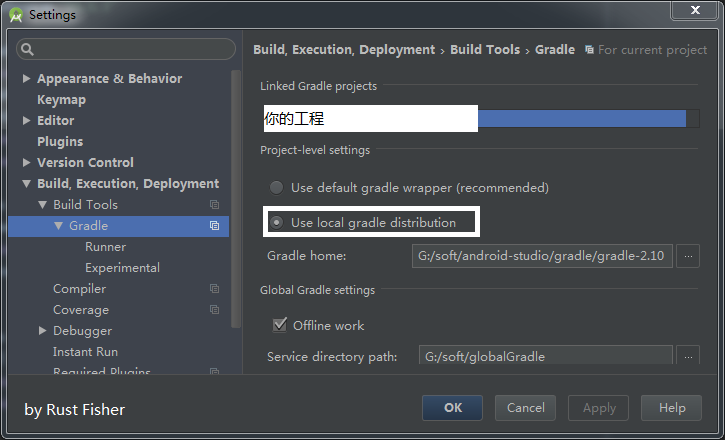 Settings
Appearance & Behavior
Keymap
Editor
Plugins
Version Control
Build, Execution, Deployment
Build Tools
Gradle
Runner
Experimental
Compiler
Coverage
Debugger
Instant Run
Required Plugins
Build, Execution, Deployment › Build Tools › Gradle For current project
Linked Gradle projects
你的工程
Project-level settings
Use default gradle wrapper (recommended)
Use local gradle distribution
Gradle home: G:/soft/android-studio/gradle/gradle-2.10 ...
Global Gradle settings
Offline work
Service directory path: G:/soft/globalGradle ...
by Rust Fisher
OK Cancel Apply Help